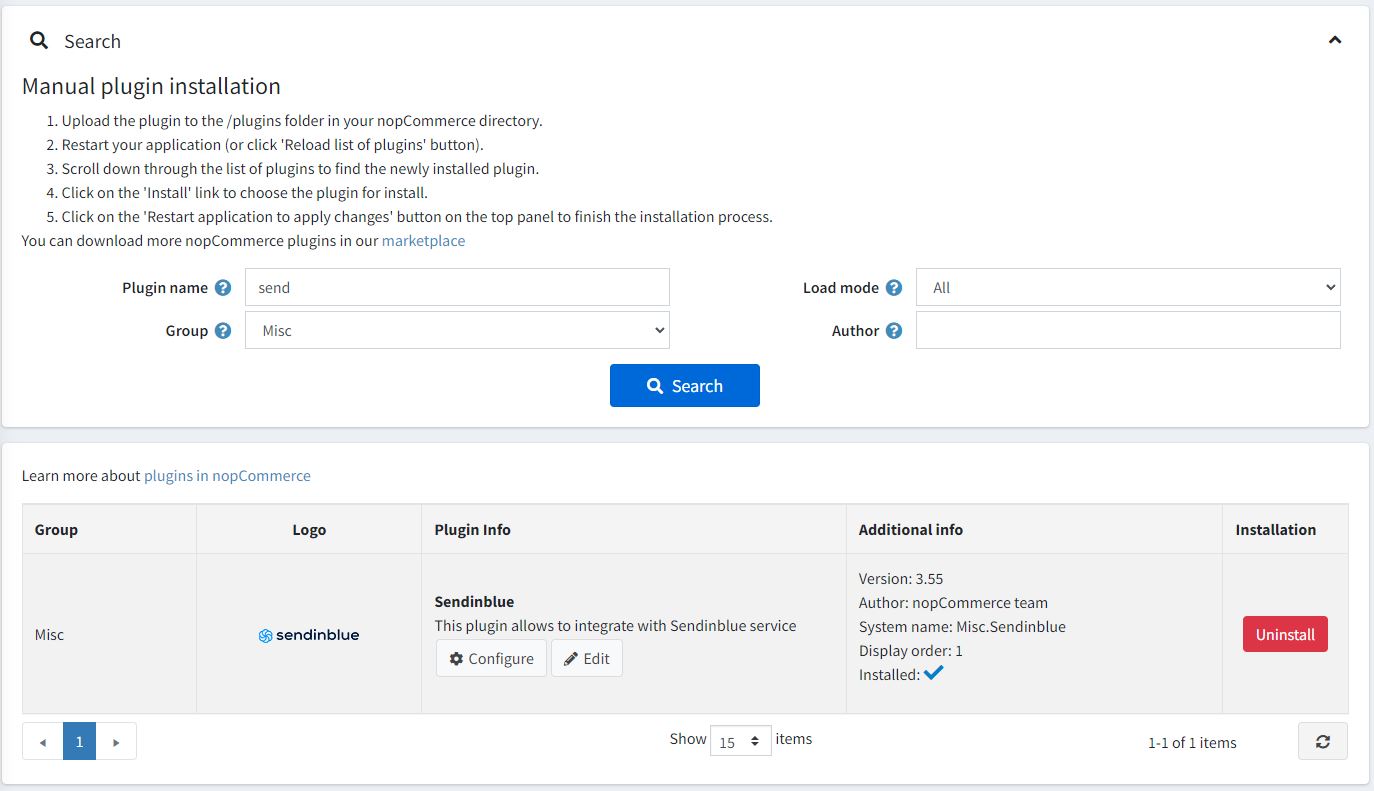 Search
Manual plugin installation
1. Upload the plugin to the /plugins folder in your nopCommerce directory.
2. Restart your application (or click 'Reload list of plugins' button).
3. Scroll down through the list of plugins to find the newly installed plugin.
4. Click on the 'Install' link to choose the plugin for install.
5. Click on the 'Restart application to apply changes' button on the top panel to finish the installation process.
You can download more nopCommerce plugins in our marketplace
Plugin name ? send Load mode ? All
Group ? Misc Author ?
Search
Learn more about plugins in nopCommerce
Group Logo Plugin Info Additional info Installation
Misc
sendinblue
Sendinblue
This plugin allows to integrate with Sendinblue service
Configure Edit
Version: 3.55
Author: nopCommerce team
System name: Misc.Sendinblue
Display order: 1
Installed:
Uninstall
1 Show 15 items 1-1 of 1 items